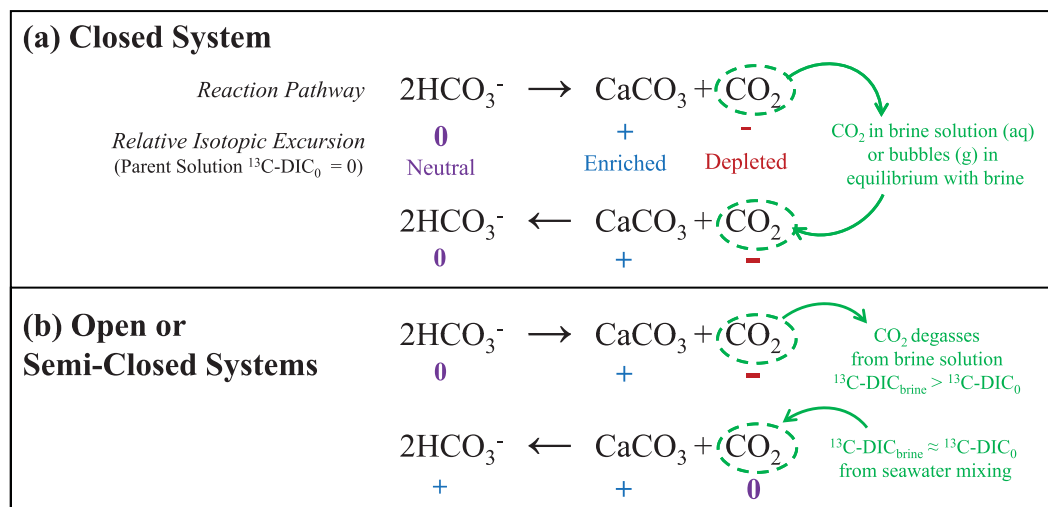 (a) Closed System
Reaction Pathway
2HCO₃⁻ → CaCO₃ + CO₂
Relative Isotopic Excursion
(Parent Solution ¹³C-DIC₀ = 0)
0 + -
Neutral Enriched Depleted
CO₂ in brine solution (aq)
or bubbles (g) in
equilibrium with brine
2HCO₃⁻ ← CaCO₃ + CO₂
0 + -
(b) Open or
Semi-Closed Systems
2HCO₃⁻ → CaCO₃ + CO₂
0 + -
CO₂ degasses
from brine solution
¹³C-DIC_brine > ¹³C-DIC₀
2HCO₃⁻ ← CaCO₃ + CO₂
+ + 0
¹³C-DIC_brine ≈ ¹³C-DIC₀
from seawater mixing